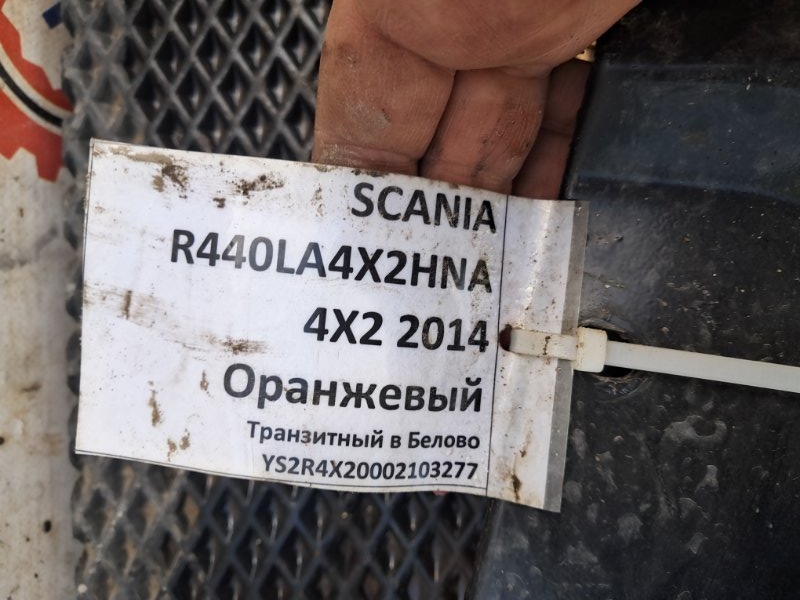 SCANIA
R440LA4X2HNA
4X2 2014
Оранжевый
Транзитный в Белово
YS2R4X20002103277